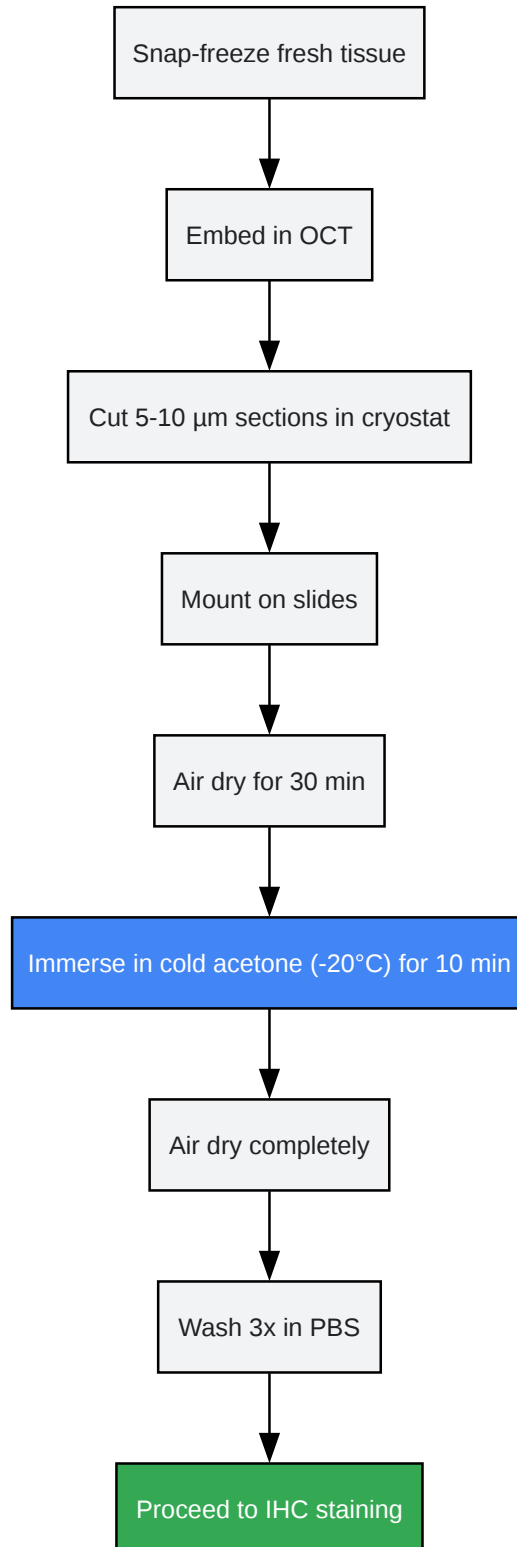 Snap-freeze fresh tissue
Embed in OCT
Cut 5-10 µm sections in cryostat
Mount on slides
Air dry for 30 min
Immerse in cold acetone (-20°C) for 10 min
Air dry completely
Wash 3x in PBS
Proceed to IHC staining